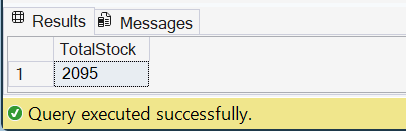 Results Messages
TotalStock
1 2095
Query executed successfully.